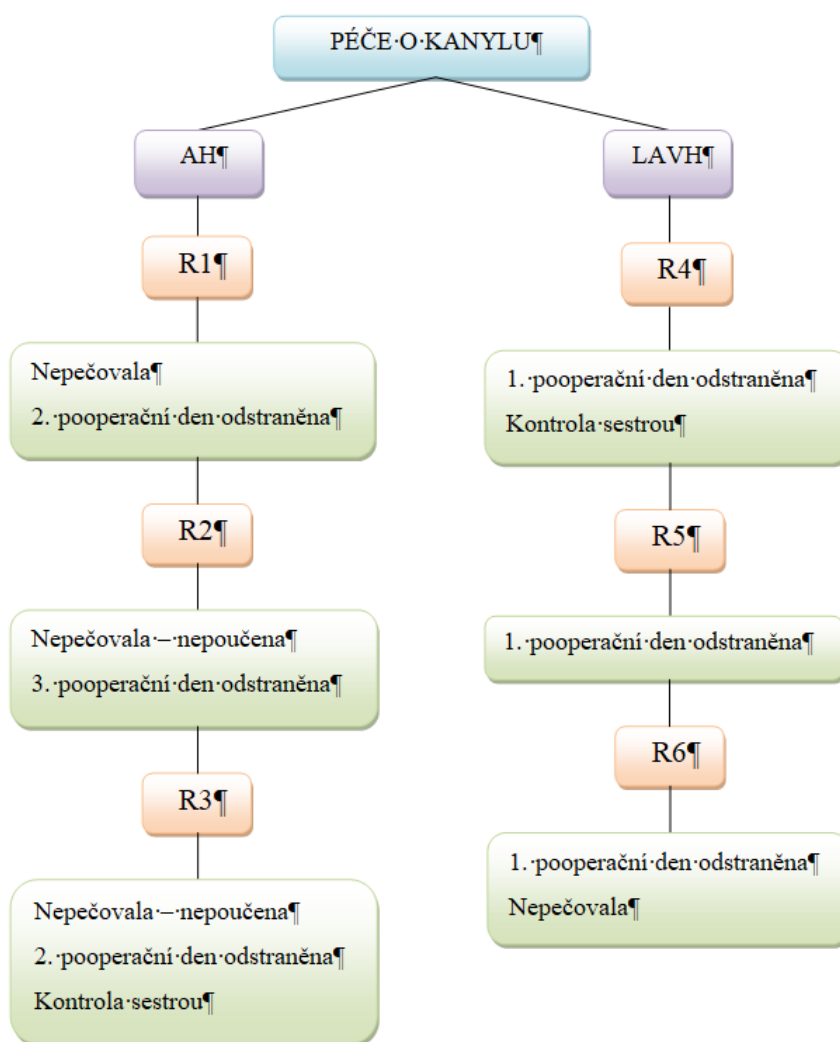 PÉČE·O·KANYLU¶
AH¶
R1¶
Nepečovala¶
2.·pooperační·den·odstraněna¶
R2¶
Nepečovala·–·nepoučena¶
3.·pooperační·den·odstraněna¶
R3¶
Nepečovala·–·nepoučena¶
2.·pooperační·den·odstraněna¶
Kontrola·sestrou¶
LAVH¶
R4¶
1.·pooperační·den·odstraněna¶
Kontrola·sestrou¶
R5¶
1.·pooperační·den·odstraněna¶
R6¶
1.·pooperační·den·odstraněna¶
Nepečovala¶